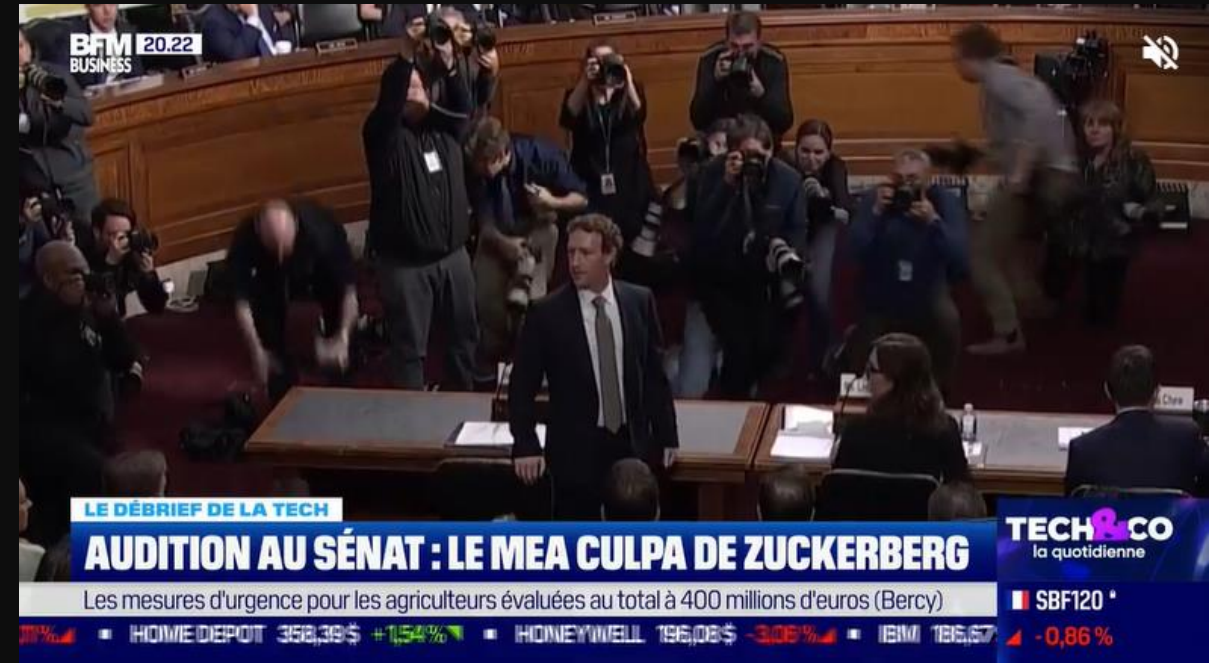 BFM 20.22
BUSINESS
LE DÉBRIEF DE LA TECH
AUDITION AU SÉNAT : LE MEA CULPA DE ZUCKERBERG
TECH&CO
la quotidienne
Les mesures d'urgence pour les agriculteurs évaluées au total à 400 millions d'euros (Bercy)
SBF120
-0,86 %
HOME DEPOT 358,39$ +1,54% HONEYWELL 196,08$ -3,06% IBM